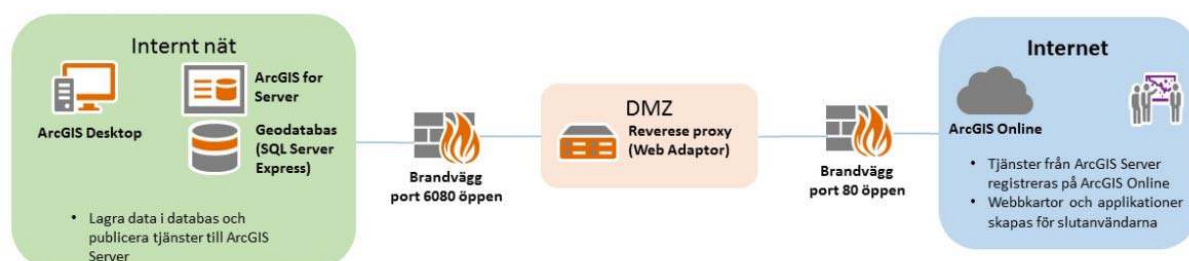 Internt nät
ArcGIS Desktop
ArcGIS for
Server
Geodatabas
(SQL Server
Express)
• Lagra data i databas och
publicera tjänster till ArcGIS
Server
Brandvägg
port 6080 öppen
DMZ
Reverese proxy
(Web Adaptor)
Brandvägg
port 80 öppen
Internet
ArcGIS Online
• Tjänster från ArcGIS Server
registreras på ArcGIS Online
• Webbkartor och applikationer
skapas för slutanvändarna